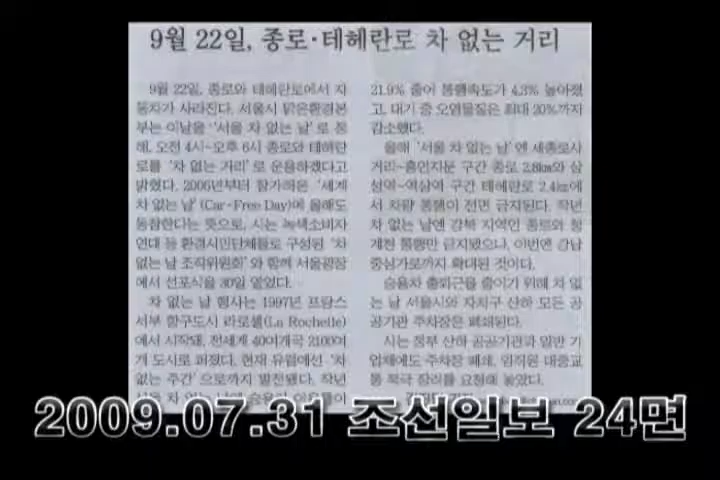 9월 22일, 종로·테헤란로 차 없는 거리
9월 22일, 종로와 테헤란로에서 자
동차가 사라진다. 서울시 맑은환경본
부는 이날을 '서울 차 없는 날'로 정
해, 오전 4시~오후 6시 종로와 테헤란
로를 '차 없는 거리'로 운용하겠다고
밝혔다. 2006년부터 참가하는 '세계
차 없는 날'(Car-Free Day)에 올해도
동참한다는 뜻으로, 시는 녹색소비자
연대 등 환경시민단체들로 구성된 '차
없는 날 조직위원회'와 함께 서울광장
에서 선포식을 30일 열었다.
차 없는 날 행사는 1997년 프랑스
서부 항구도시 라로쉘(La Rochelle)
에서 시작돼, 전세계 40여개국 2100여
개 도시로 퍼졌다. 현재 유럽에선 '차
없는 주간'으로까지 발전됐다. 작년
차 없는 날에 승용차
21.9% 줄어 통행속도가 4.3% 높아졌
고, 대기 중 오염물질은 최대 20%까지
감소했다.
올해 '서울 차 없는 날'엔 세종로사
거리~흥인지문 구간 종로 2.8km와 삼
성역~역삼역 구간 테헤란로 2.4km에
서 차량 통행이 전면 금지된다. 작년
차 없는 날엔 강북 지역인 종로와 청
계천 통행만 금지됐으나, 이번엔 강남
중심가로까지 확대된 것이다.
승용차 출퇴근을 줄이기 위해 차 없
는 날 서울시와 자치구 산하 모든 공
공기관 주차장은 폐쇄된다.
시는 정부 산하 공공기관과 일반 기
업체에도 주차장 폐쇄, 임직원 대중교
통 적극 장려를 요청해 놓았다.
2009.07.31 조선일보 24면